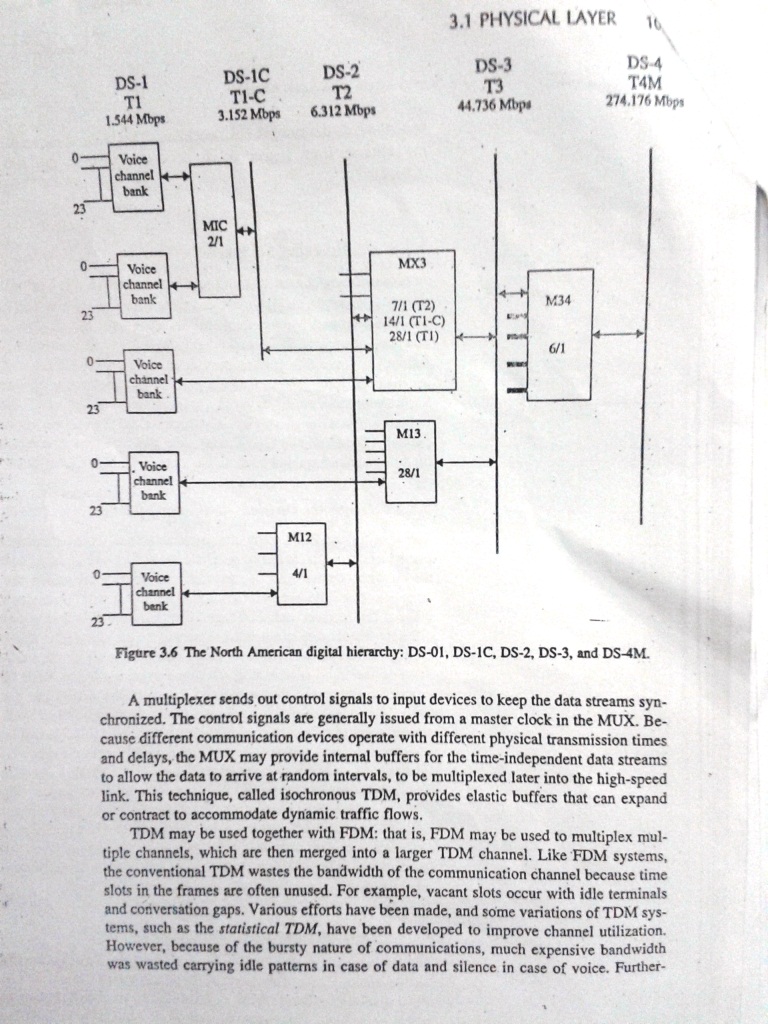 3.1 PHYSICAL LAYER
DS-1 DS-1C DS-2 DS-3 DS-4
T1 T1-C T2 T3 T4M
1.544 Mbps 3.152 Mbps 6.312 Mbps 44.736 Mbps 274.176 Mbps
0
Voice
channel
bank
23
MIC
2/1
0
Voice
channel
bank
23
MX3
7/1 (T2)
14/1 (T1-C)
28/1 (T1)
M34
6/1
0
Voice
channel
bank
23
0
Voice
channel
bank
23
M13
28/1
0
Voice
channel
bank
23
M12
4/1
Figure 3.6 The North American digital hierarchy: DS-01, DS-1C, DS-2, DS-3, and DS-4M.
A multiplexer sends out control signals to input devices to keep the data streams syn-
chronized. The control signals are generally issued from a master clock in the MUX. Be-
cause different communication devices operate with different physical transmission times
and delays, the MUX may provide internal buffers for the time-independent data streams
to allow the data to arrive at random intervals, to be multiplexed later into the high-speed
link. This technique, called isochronous TDM, provides elastic buffers that can expand
or contract to accommodate dynamic traffic flows.
TDM may be used together with FDM: that is, FDM may be used to multiplex mul-
tiple channels, which are then merged into a larger TDM channel. Like FDM systems,
the conventional TDM wastes the bandwidth of the communication channel because time
slots in the frames are often unused. For example, vacant slots occur with idle terminals
and conversation gaps. Various efforts have been made, and some variations of TDM sys-
tems, such as the statistical TDM, have been developed to improve channel utilization.
However, because of the bursty nature of communications, much expensive bandwidth
was wasted carrying idle patterns in case of data and silence in case of voice. Further-